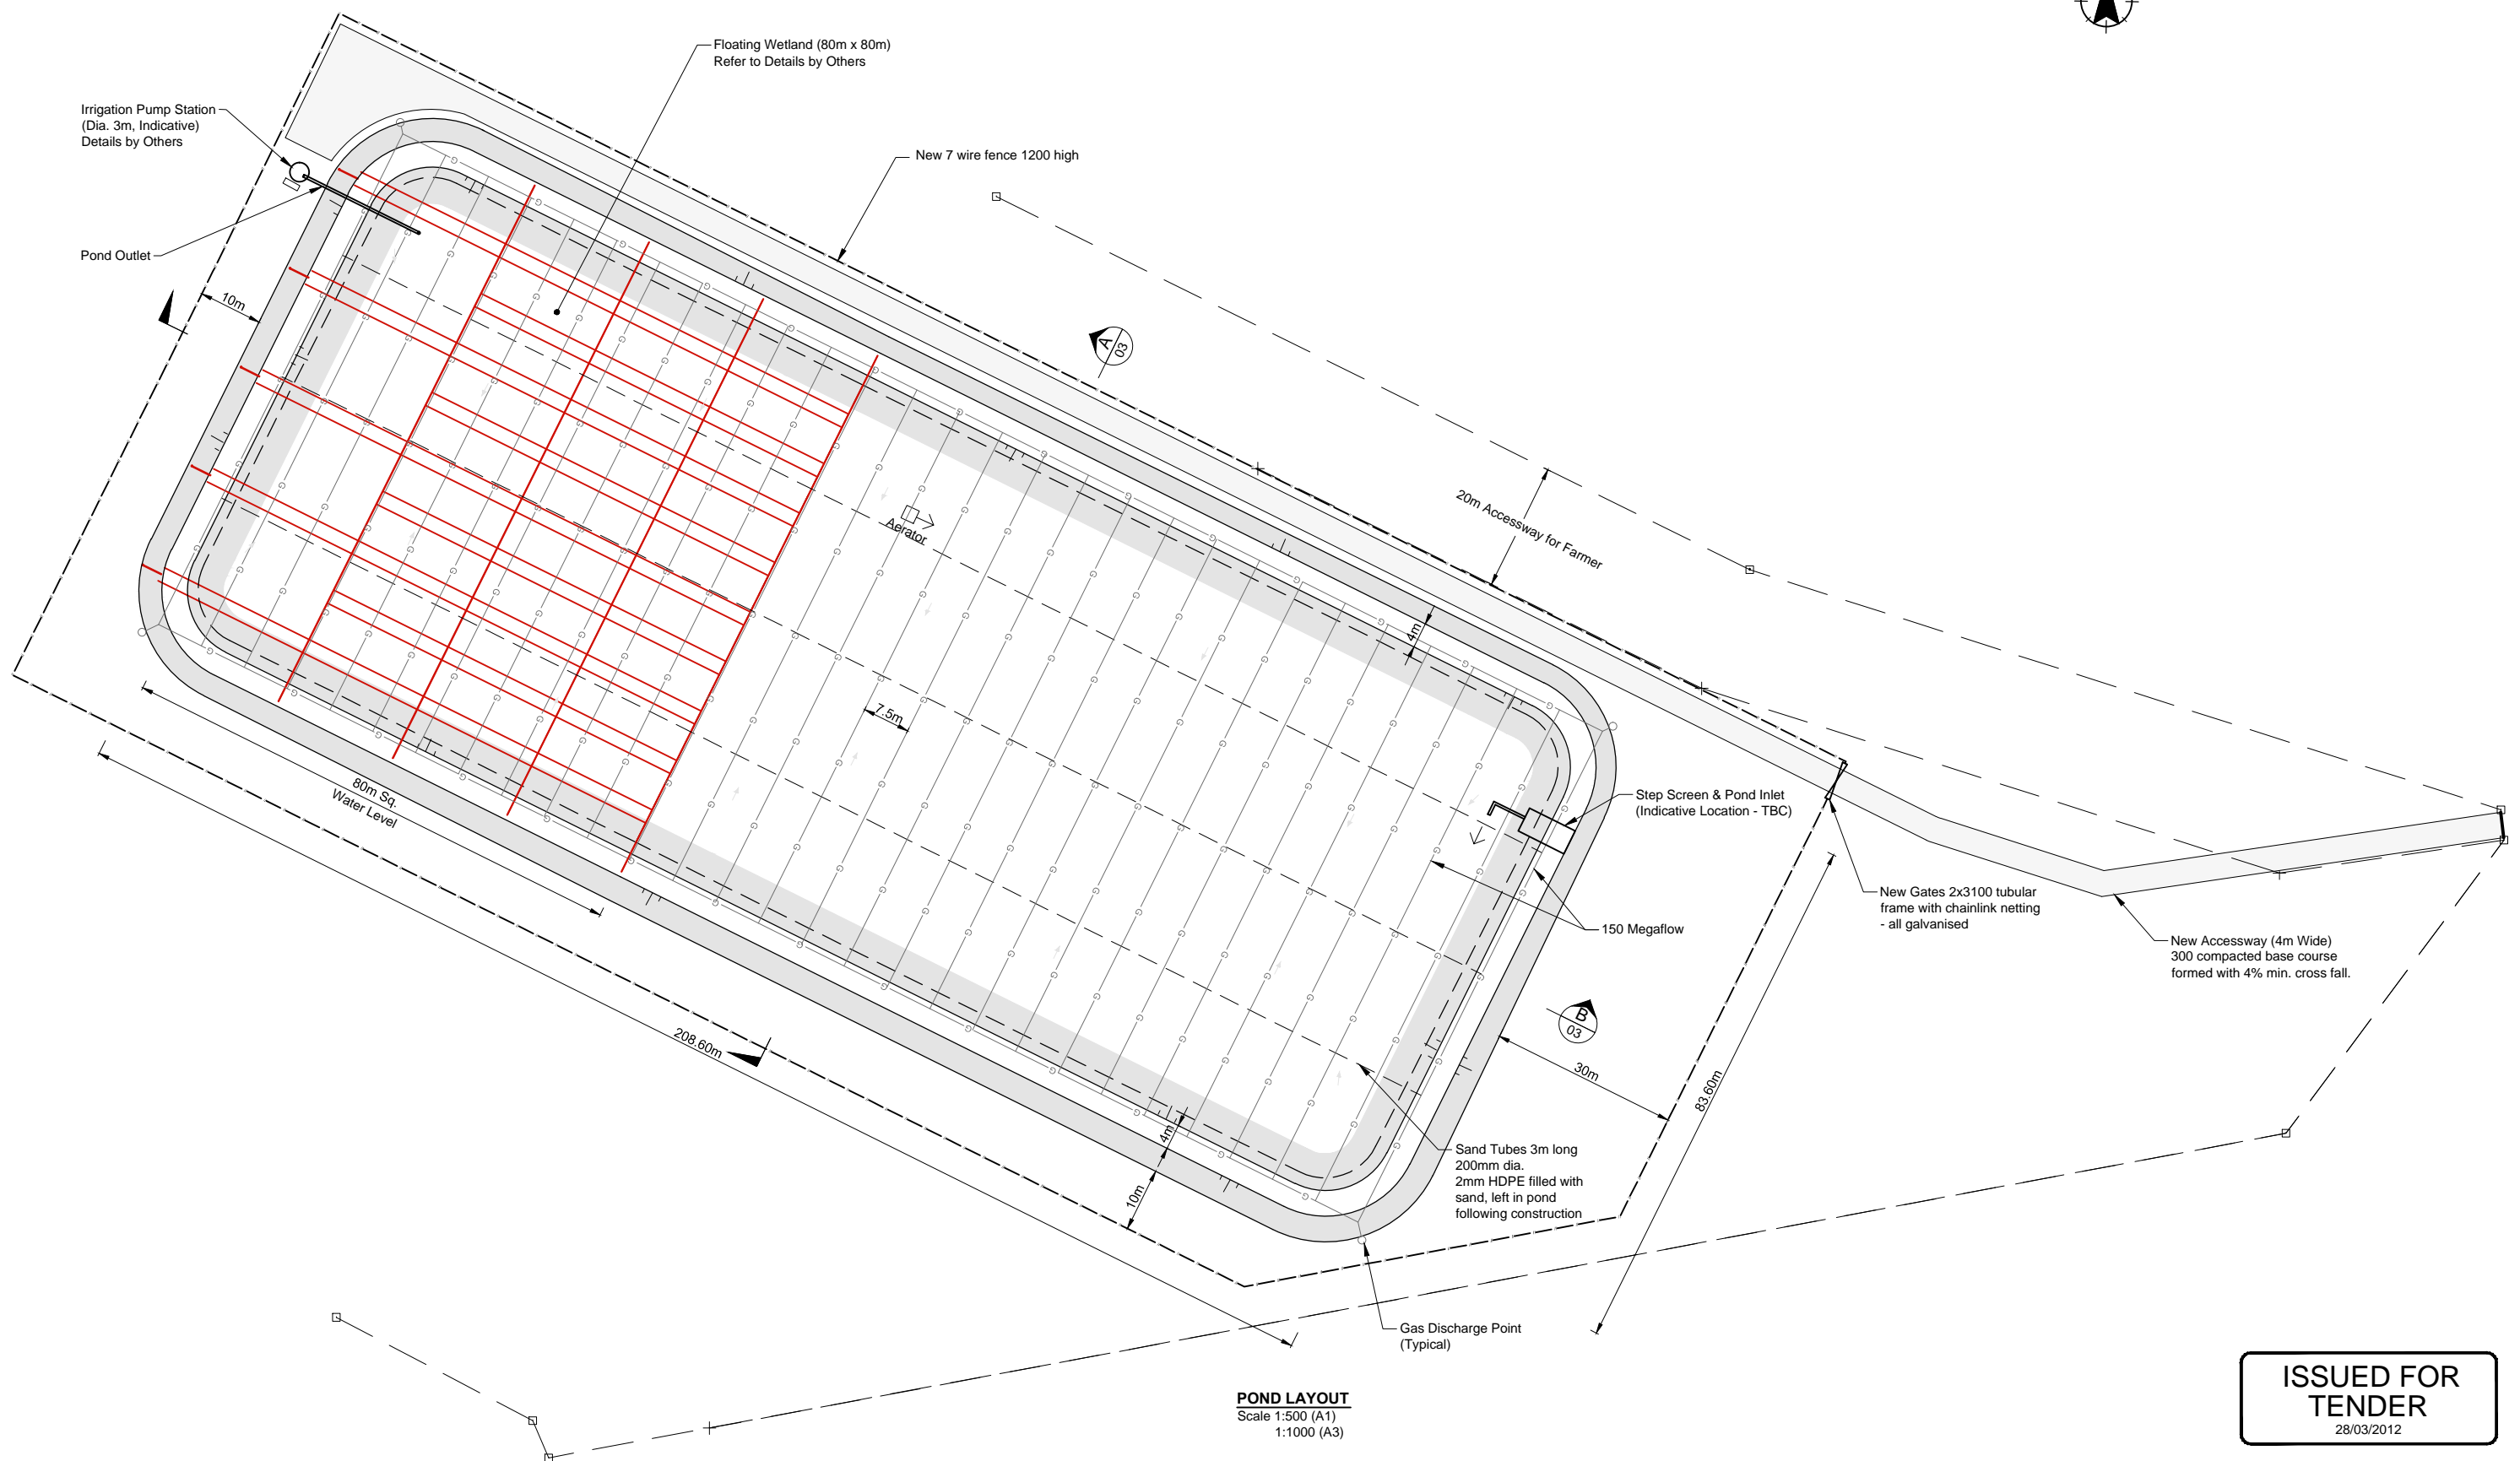 Floating Wetland (80m x 80m)
Refer to Details by Others
Irrigation Pump Station
(Dia. 3m, Indicative)
Details by Others
New 7 wire fence 1200 high
Pond Outlet
10m
A
03
20m Accessway for Farmer
Aerator
4m
7.5m
80m Sq.
Water Level
Step Screen & Pond Inlet
(Indicative Location - TBC)
New Gates 2x3100 tubular
frame with chainlink netting
- all galvanised
150 Megaflow
New Accessway (4m Wide)
300 compacted base course
formed with 4% min. cross fall.
B
03
208.60m
30m
83.60m
4m
10m
Sand Tubes 3m long
200mm dia.
2mm HDPE filled with
sand, left in pond
following construction
Gas Discharge Point
(Typical)
POND LAYOUT
Scale 1:500 (A1)
1:1000 (A3)
ISSUED FOR
TENDER
28/03/2012